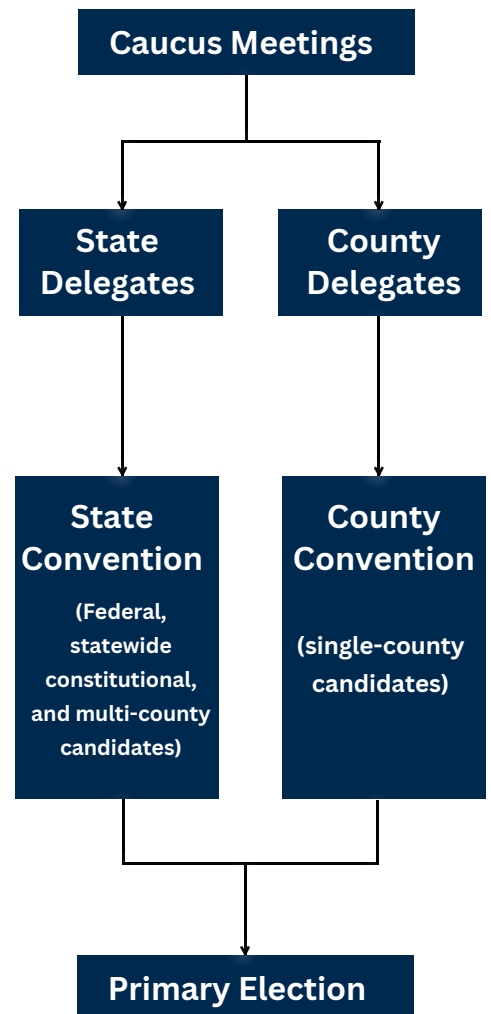 Caucus Meetings
State
Delegates
County
Delegates
State
Convention
(Federal,
statewide
constitutional,
and multi-county
candidates)
County
Convention
(single-county
candidates)
Primary Election